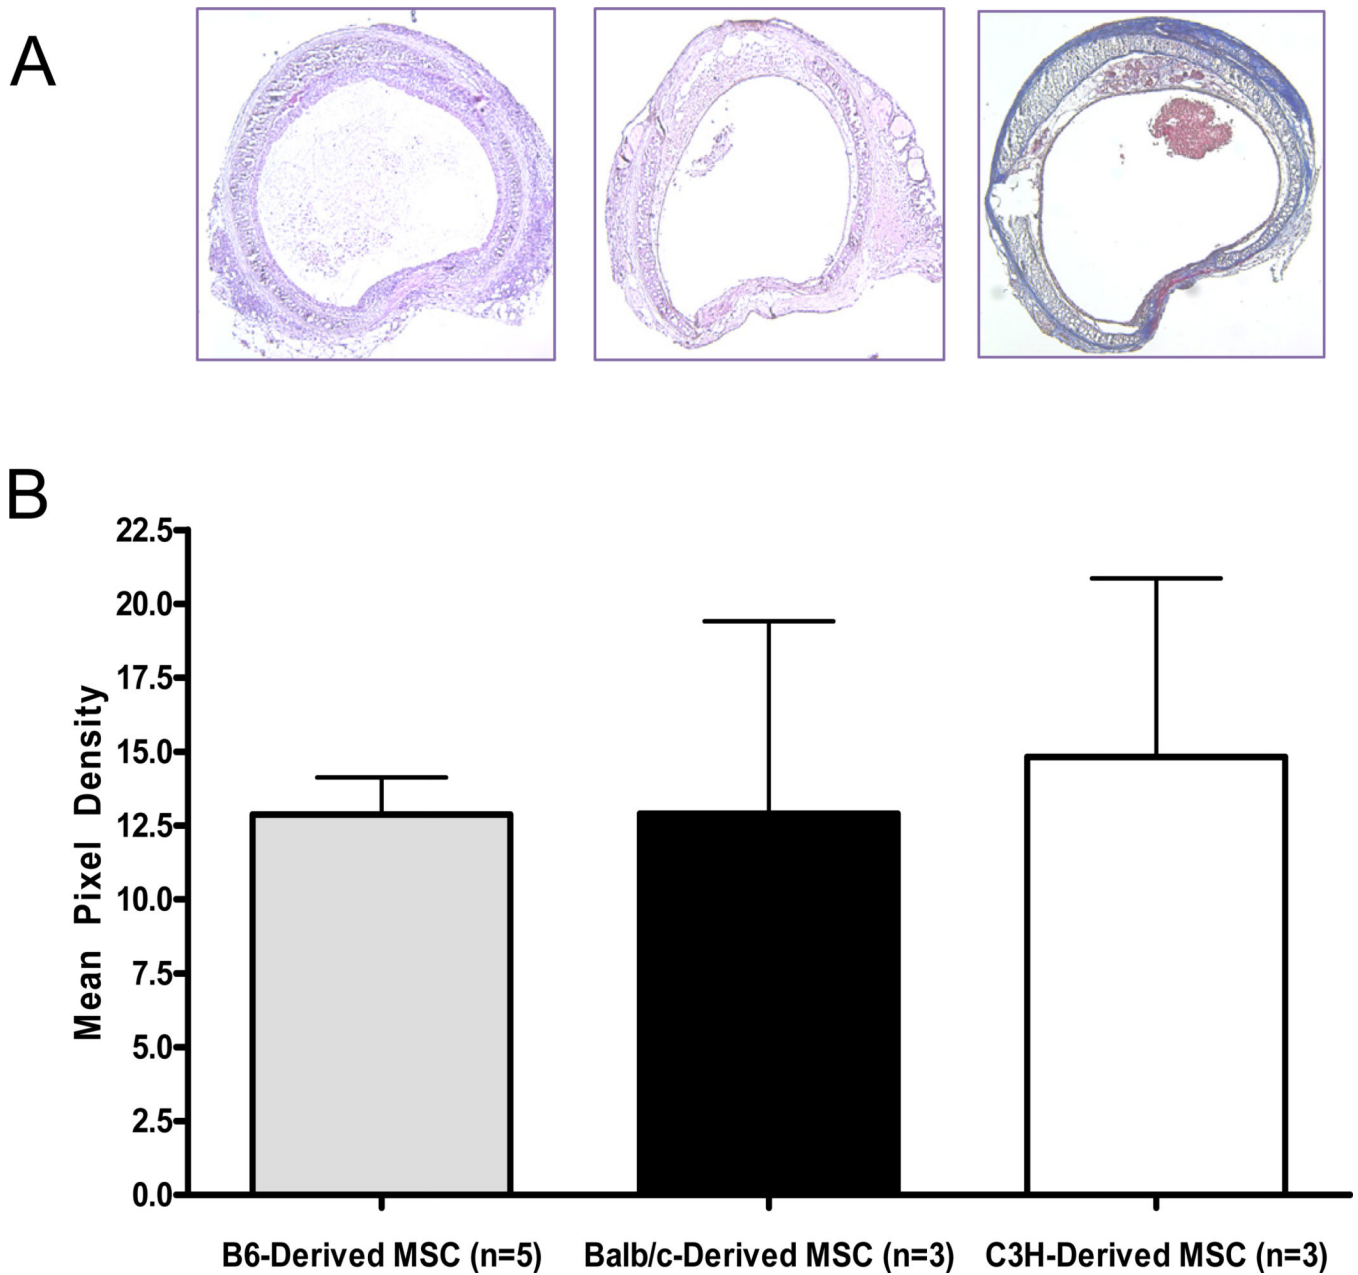 A
B
22.5
20.0
17.5
15.0
12.5
10.0
7.5
5.0
2.5
0.0
Mean Pixel Density
B6-Derived MSC (n=5)
Balb/c-Derived MSC (n=3)
C3H-Derived MSC (n=3)